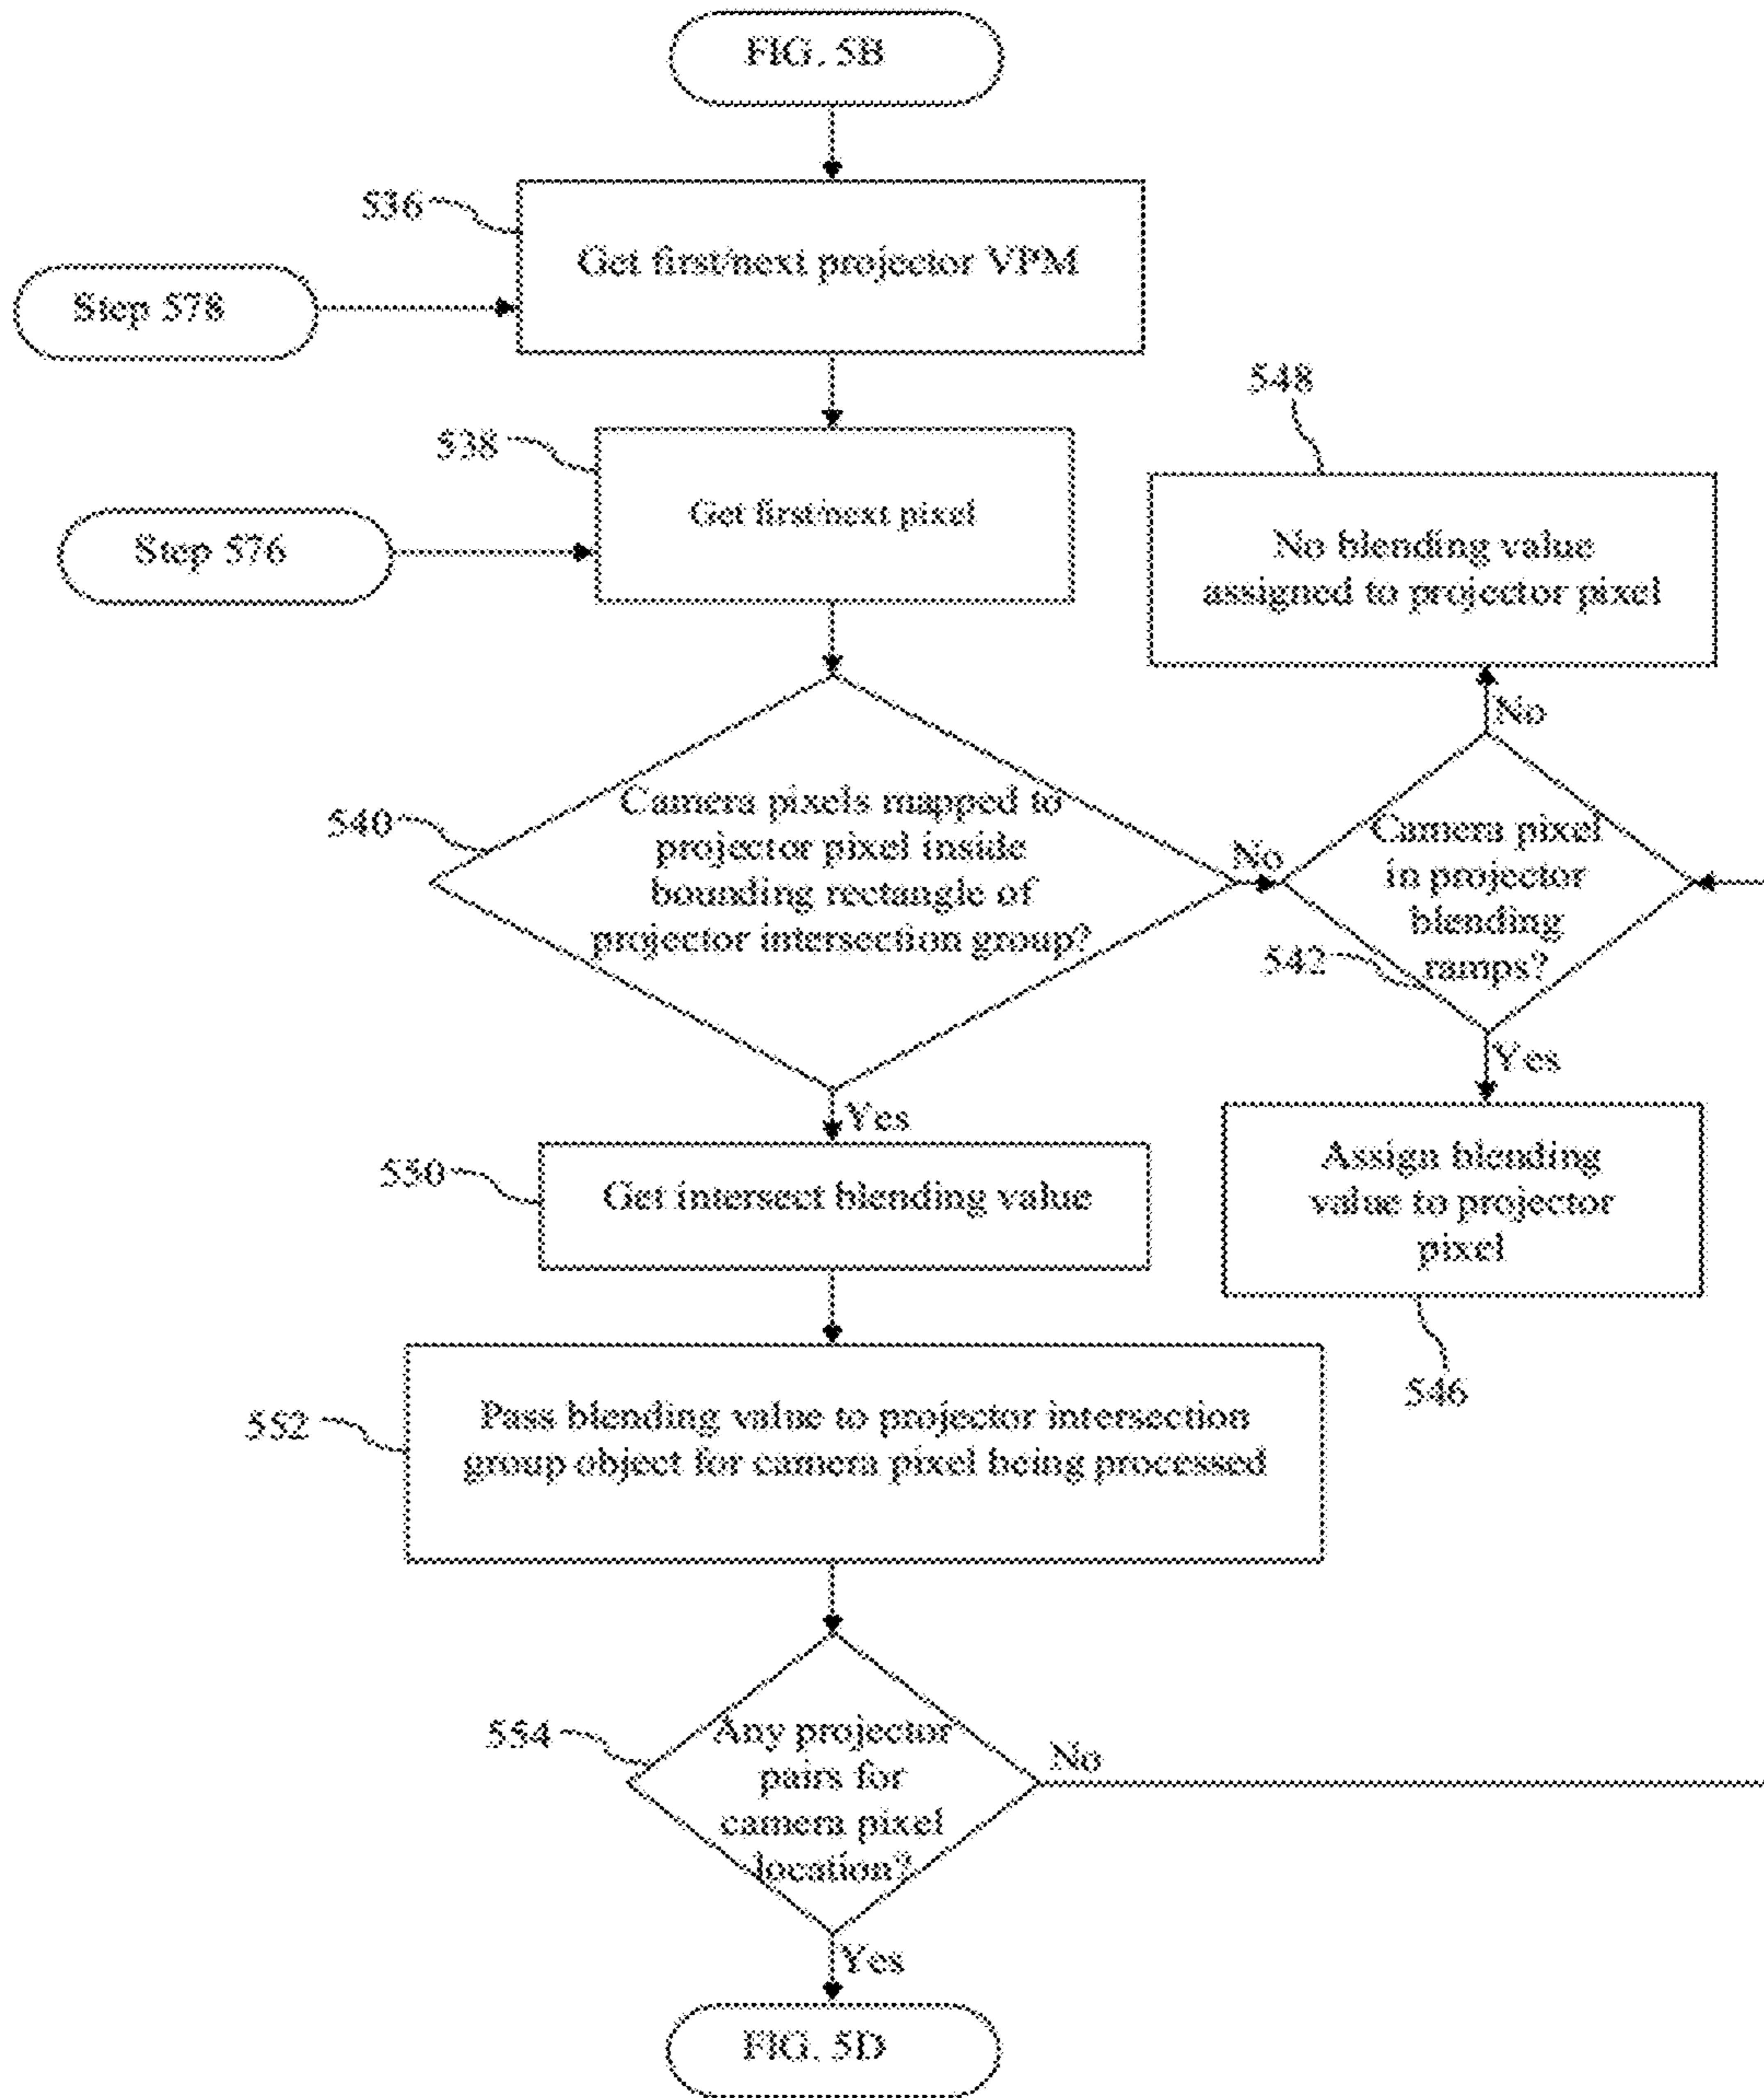 FIG. 5B
536
Get first/next projector VPM
Step 578
548
538
Get first/next pixel
No blending value
assigned to projector pixel
Step 576
No
540
Camera pixels mapped to
projector pixel inside
bounding rectangle of
projector intersection group?
No
Camera pixel
in projector
blending
ramps?
542
Yes
Yes
550
Get intersect blending value
Assign blending
value to projector
pixel
546
552
Pass blending value to projector intersection
group object for camera pixel being processed
554
Any projector
pairs for
camera pixel
location?
No
Yes
FIG. 5D